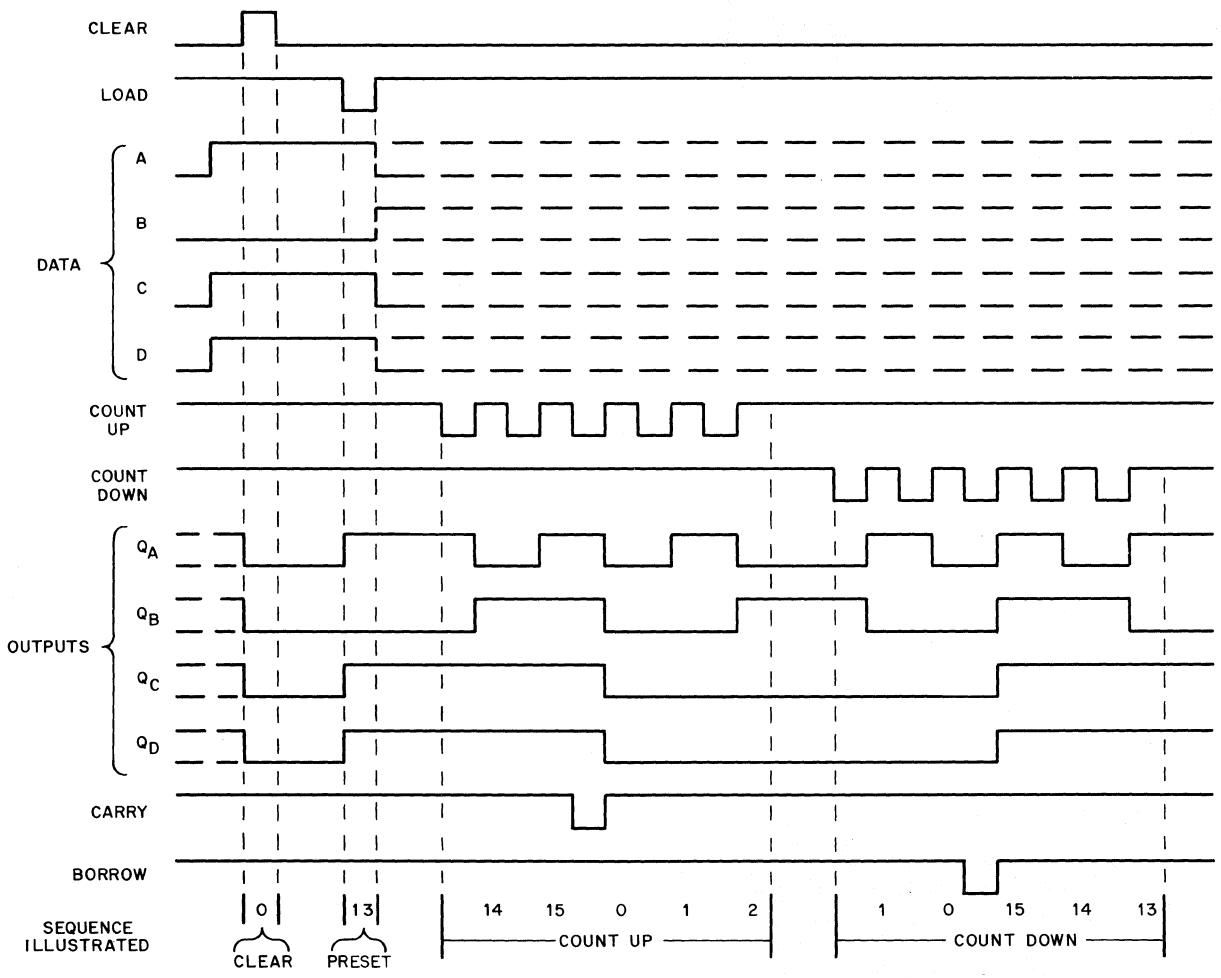 CLEAR
LOAD
DATA
A
B
C
D
COUNT
UP
COUNT
DOWN
OUTPUTS
QA
QB
QC
QD
CARRY
BORROW
SEQUENCE
ILLUSTRATED
0 13 14 15 0 1 2 1 0 15 14 13
COUNT UP COUNT DOWN
CLEAR PRESET